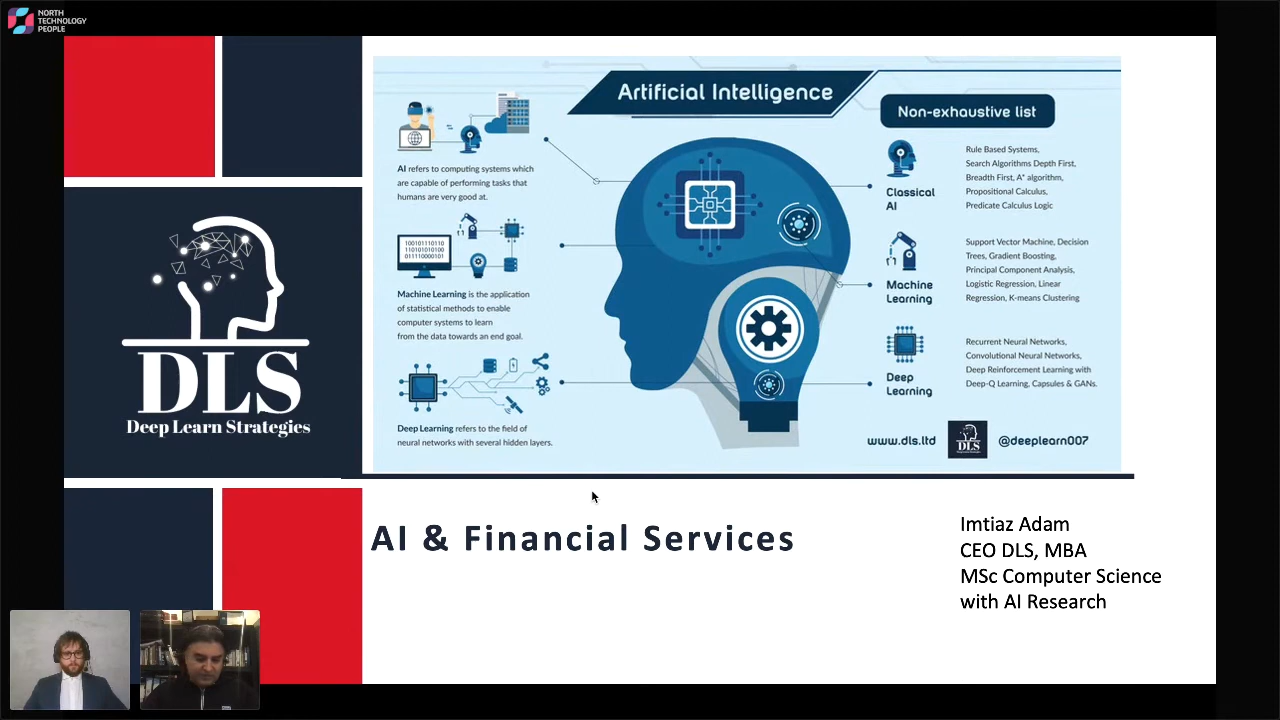 NORTH
TECHNOLOGY
PEOPLE
Artificial Intelligence
Non-exhaustive list
AI refers to computing systems which
are capable of performing tasks that
humans are very good at.
100101110110
110101010100
011110000101
Machine Learning is the application
of statistical methods to enable
computer systems to learn
from the data towards an end goal.
Deep Learning refers to the field of
neural networks with several hidden layers.
Classical
AI
Rule Based Systems,
Search Algorithms Depth First,
Breadth First, A* algorithm,
Propositional Calculus,
Predicate Calculus Logic
Machine
Learning
Support Vector Machine, Decision
Trees, Gradient Boosting,
Principal Component Analysis,
Logistic Regression, Linear
Regression, K-means Clustering
Deep
Learning
Recurrent Neural Networks,
Convolutional Neural Networks,
Deep Reinforcement Learning with
Deep-Q Learning, Capsules & GANs.
www.dls.ltd
DLS
@deeplearn007
DLS
Deep Learn Strategies
AI & Financial Services
Imtiaz Adam
CEO DLS, MBA
MSc Computer Science
with AI Research